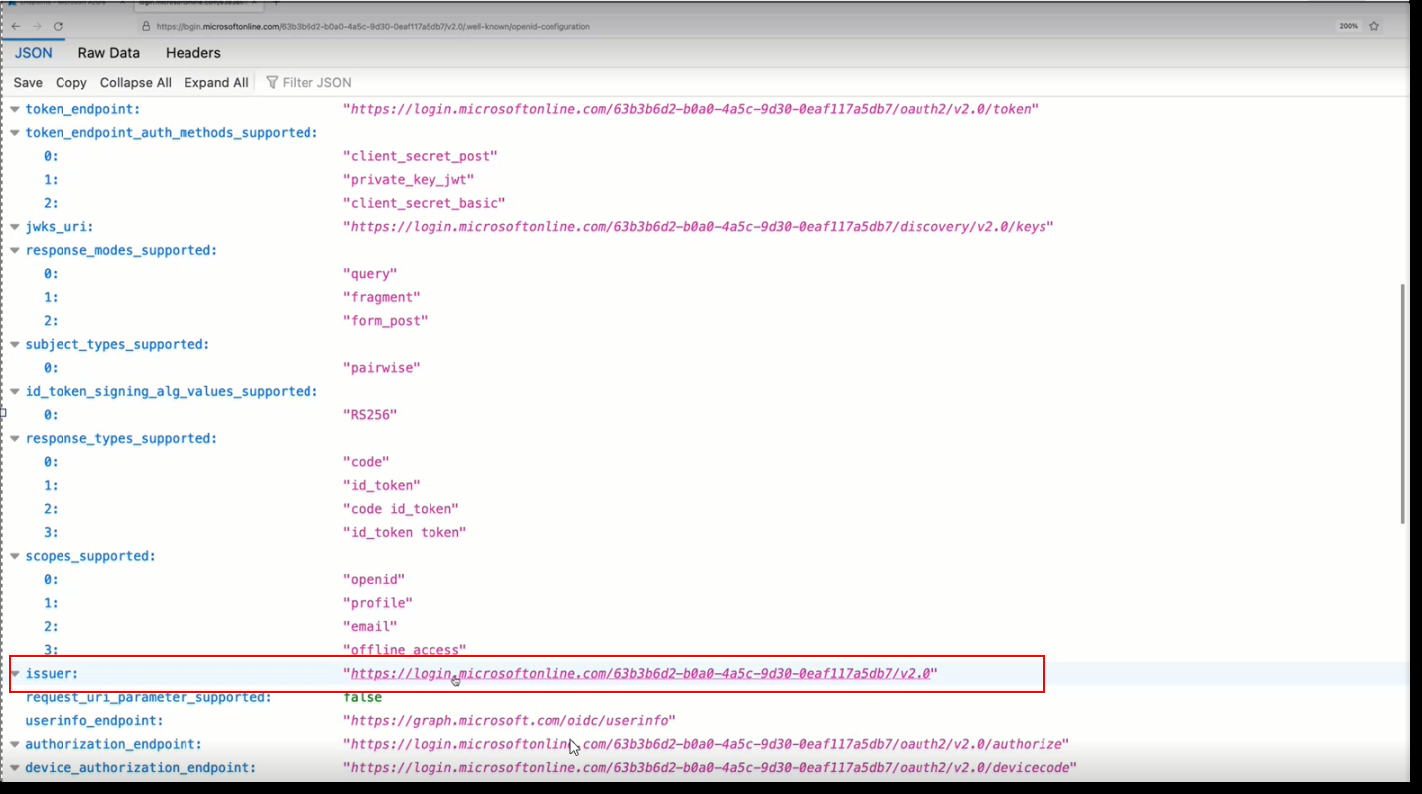 https://login.microsoftonline.com/63b3b6d2-b0a0-4a5c-9d30-0eaf117a5db7/v2.0/.well-known/openid-configuration 200%
JSON Raw Data Headers
Save Copy Collapse All Expand All Filter JSON
token_endpoint: "https://login.microsoftonline.com/63b3b6d2-b0a0-4a5c-9d30-0eaf117a5db7/oauth2/v2.0/token"
token_endpoint_auth_methods_supported:
0: "client_secret_post"
1: "private_key_jwt"
2: "client_secret_basic"
jwks_uri: "https://login.microsoftonline.com/63b3b6d2-b0a0-4a5c-9d30-0eaf117a5db7/discovery/v2.0/keys"
response_modes_supported:
0: "query"
1: "fragment"
2: "form_post"
subject_types_supported:
0: "pairwise"
id_token_signing_alg_values_supported:
0: "RS256"
response_types_supported:
0: "code"
1: "id_token"
2: "code id_token"
3: "id_token token"
scopes_supported:
0: "openid"
1: "profile"
2: "email"
3: "offline_access"
issuer: "https://login.microsoftonline.com/63b3b6d2-b0a0-4a5c-9d30-0eaf117a5db7/v2.0"
request_uri_parameter_supported: false
userinfo_endpoint: "https://graph.microsoft.com/oidc/userinfo"
authorization_endpoint: "https://login.microsoftonline.com/63b3b6d2-b0a0-4a5c-9d30-0eaf117a5db7/oauth2/v2.0/authorize"
device_authorization_endpoint: "https://login.microsoftonline.com/63b3b6d2-b0a0-4a5c-9d30-0eaf117a5db7/oauth2/v2.0/devicecode"